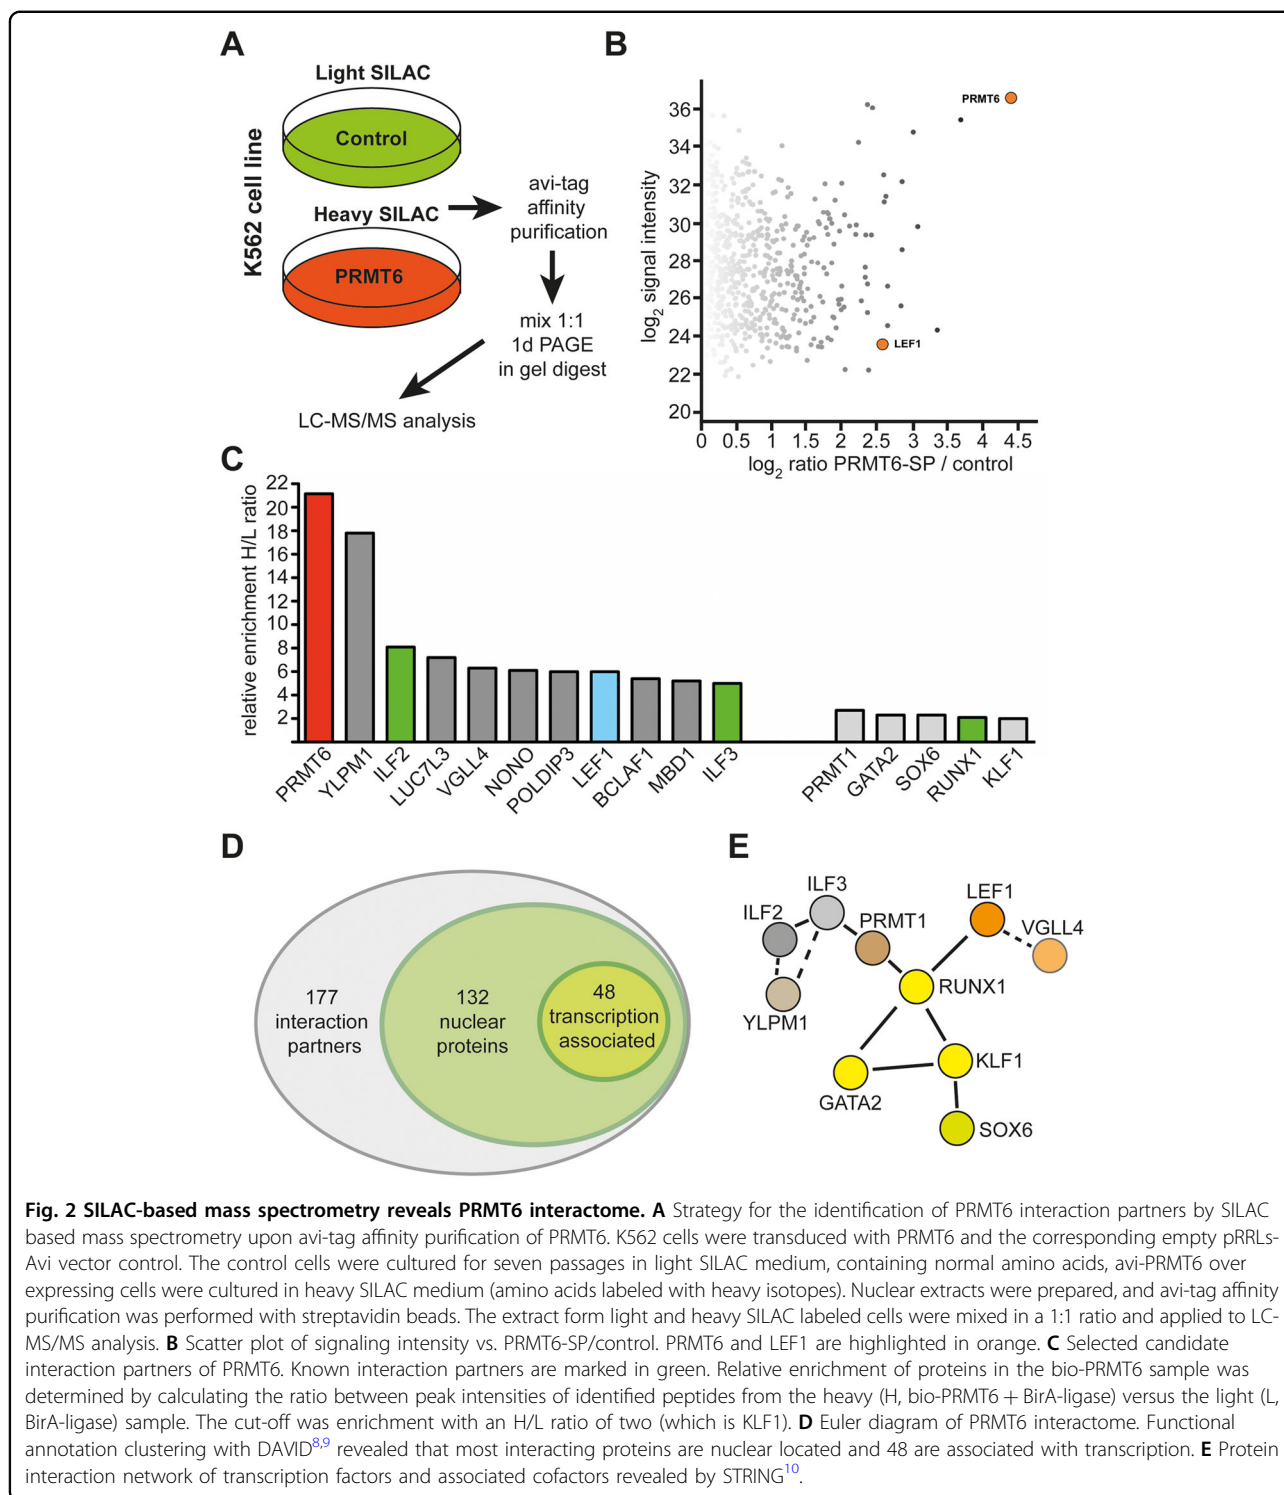 A
Light SILAC
Control
K562 cell line
Heavy SILAC
PRMT6
avi-tag
affinity
purification
mix 1:1
1d PAGE
in gel digest
LC-MS/MS analysis
B
log2 signal intensity
36
34
32
30
28
26
24
22
20
PRMT6
LEF1
0 0.5 1 1.5 2 2.5 3 3.5 4 4.5
log2 ratio PRMT6-SP / control
C
relative enrichment H/L ratio
22
20
18
16
14
12
10
8
6
4
2
PRMT6
YLPM1
ILF2
LUC7L3
VGLL4
NONO
POLDIP3
LEF1
BCLAF1
MBD1
ILF3
PRMT1
GATA2
SOX6
RUNX1
KLF1
D
177
interaction
partners
132
nuclear
proteins
48
transcription
associated
E
ILF3
LEF1
ILF2
PRMT1
VGLL4
RUNX1
YLPM1
KLF1
GATA2
SOX6
Fig. 2 SILAC-based mass spectrometry reveals PRMT6 interactome. A Strategy for the identification of PRMT6 interaction partners by SILAC
based mass spectrometry upon avi-tag affinity purification of PRMT6. K562 cells were transduced with PRMT6 and the corresponding empty pRRLs-
Avi vector control. The control cells were cultured for seven passages in light SILAC medium, containing normal amino acids, avi-PRMT6 over
expressing cells were cultured in heavy SILAC medium (amino acids labeled with heavy isotopes). Nuclear extracts were prepared, and avi-tag affinity
purification was performed with streptavidin beads. The extract form light and heavy SILAC labeled cells were mixed in a 1:1 ratio and applied to LC-
MS/MS analysis. B Scatter plot of signaling intensity vs. PRMT6-SP/control. PRMT6 and LEF1 are highlighted in orange. C Selected candidate
interaction partners of PRMT6. Known interaction partners are marked in green. Relative enrichment of proteins in the bio-PRMT6 sample was
determined by calculating the ratio between peak intensities of identified peptides from the heavy (H, bio-PRMT6 + BirA-ligase) versus the light (L,
BirA-ligase) sample. The cut-off was enrichment with an H/L ratio of two (which is KLF1). D Euler diagram of PRMT6 interactome. Functional
annotation clustering with DAVID8,9 revealed that most interacting proteins are nuclear located and 48 are associated with transcription. E Protein
interaction network of transcription factors and associated cofactors revealed by STRING10.